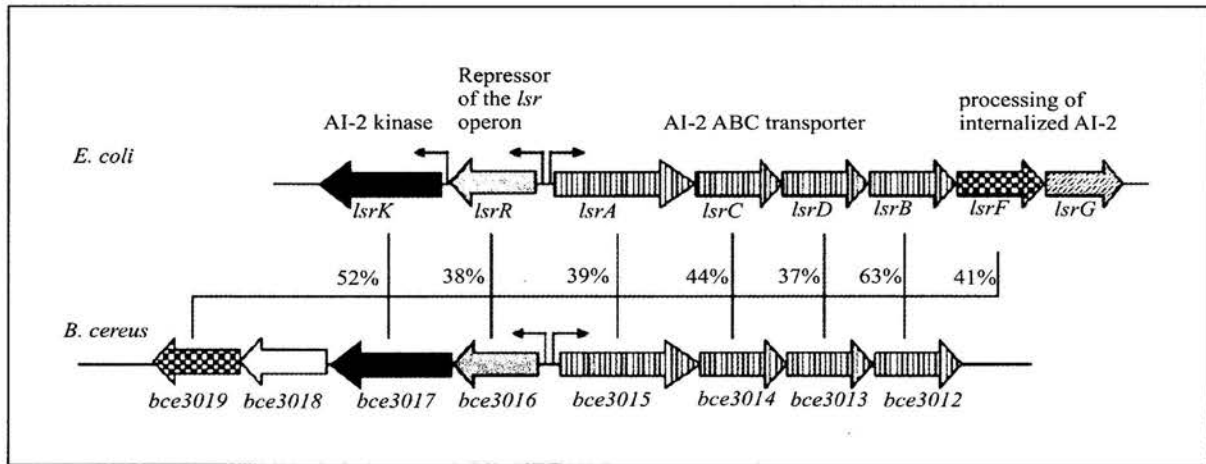 Repressor
of the lsr
operon
AI-2 kinase
AI-2 ABC transporter
processing of
internalized AI-2
E. coli
lsrK lsrR lsrA lsrC lsrD lsrB lsrF lsrG
52% 38% 39% 44% 37% 63% 41%
B. cereus
bce3019 bce3018 bce3017 bce3016 bce3015 bce3014 bce3013 bce3012